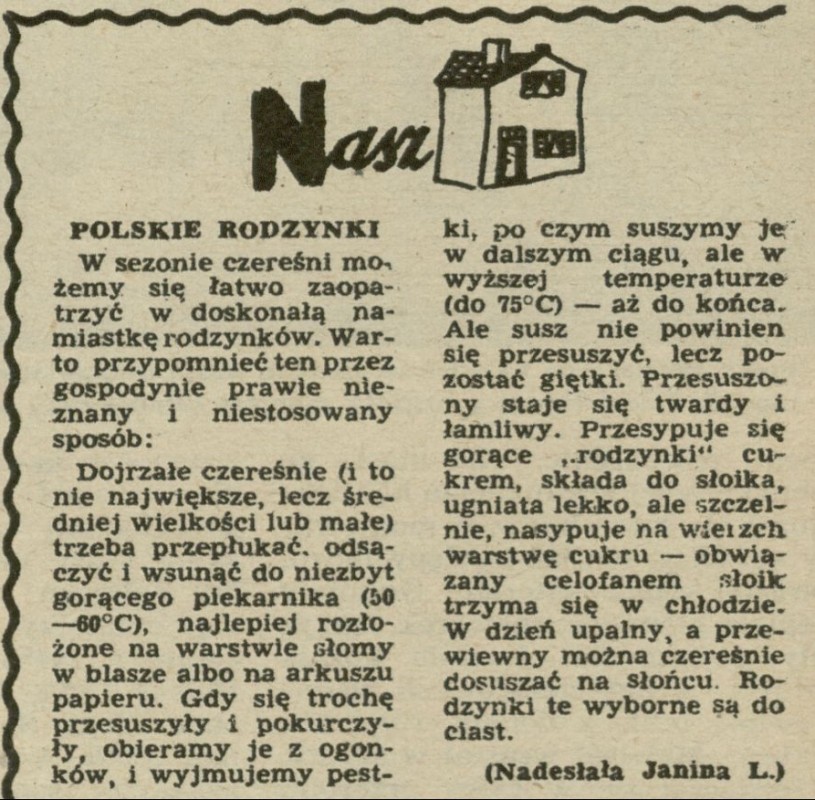 Nasz
POLSKIE RODZYNKI
W sezonie czereśni mo-
żemy się łatwo zaopa-
trzyć w doskonałą na-
miastkę rodzynków. War-
to przypomnieć ten przez
gospodynie prawie nie-
znany i niestosowany
sposób:
Dojrzałe czereśnie (i to
nie największe, lecz śre-
dniej wielkości lub małe)
trzeba przepłukać. odsą-
czyć i wsunąć do niezbyt
gorącego piekarnika (50
—60°C), najlepiej rozło-
żone na warstwie słomy
w blasze albo na arkuszu
papieru. Gdy się trochę
przesuszyły i pokurczy-
ły, obieramy je z ogon-
ków, i wyjmujemy pest-
ki, po czym suszymy je
w dalszym ciągu, ale w
wyższej temperaturze
(do 75°C) — aż do końca.
Ale susz nie powinien
się przesuszyć, lecz po-
zostać giętki. Przesuszo-
ny staje się twardy i
łamliwy. Przesypuje się
gorące „rodzynki" cu-
krem, składa do słoika,
ugniata lekko, ale szczel-
nie, nasypuje na wierzch
warstwę cukru — obwią-
zany celofanem słoik
trzyma się w chłodzie.
W dzień upalny, a prze-
wiewny można czereśnie
dosuszać na słońcu. Ro-
dzynki te wyborne są do
ciast.
(Nadesłała Janina L.)